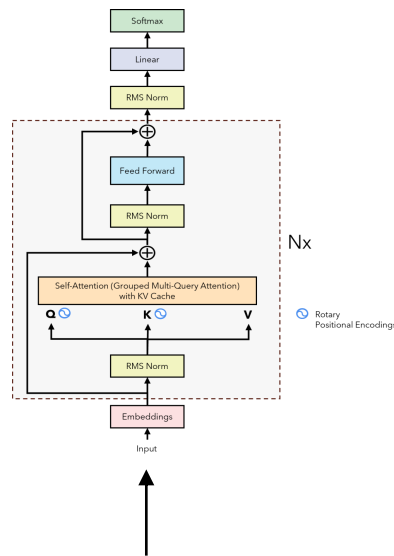 Softmax
Linear
RMS Norm
Feed Forward
RMS Norm
Nx
Self-Attention (Grouped Multi-Query Attention)
with KV Cache
Q K V
Rotary
Positional Encodings
RMS Norm
Embeddings
Input